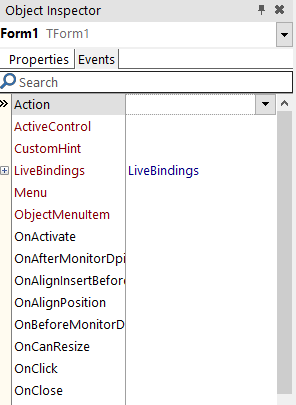 Object Inspector
Form1 TForm1
Properties Events
Search
Action
ActiveControl
CustomHint
LiveBindings LiveBindings
Menu
ObjectMenuItem
OnActivate
OnAfterMonitorDpi
OnAlignInsertBefore
OnAlignPosition
OnBeforeMonitorD
OnCanResize
OnClick
OnClose